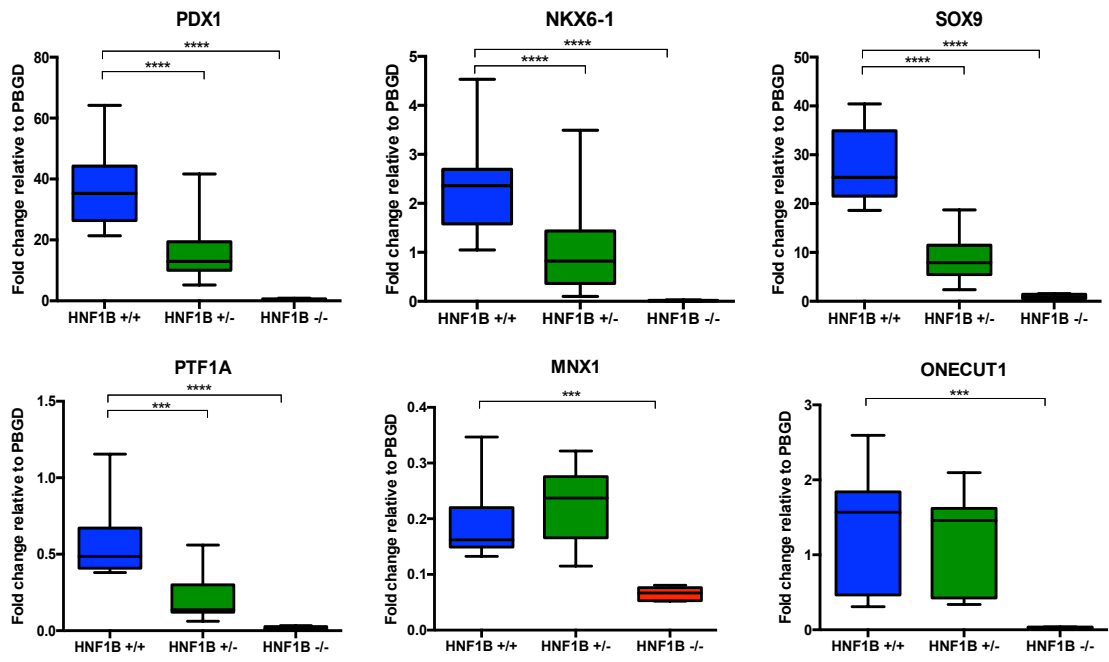 PDX1
Fold change relative to PBGD
80
60
40
20
0
****
****
HNF1B +/+
HNF1B +/-
HNF1B -/-
NKX6-1
Fold change relative to PBGD
5
4
3
2
1
0
****
****
HNF1B +/+
HNF1B +/-
HNF1B -/-
SOX9
Fold change relative to PBGD
50
40
30
20
10
0
****
****
HNF1B +/+
HNF1B +/-
HNF1B -/-
PTF1A
Fold change relative to PBGD
1.5
1.0
0.5
0.0
****
***
HNF1B +/+
HNF1B +/-
HNF1B -/-
MNX1
Fold change relative to PBGD
0.4
0.3
0.2
0.1
0.0
***
HNF1B +/+
HNF1B +/-
HNF1B -/-
ONECUT1
Fold change relative to PBGD
3
2
1
0
***
HNF1B +/+
HNF1B +/-
HNF1B -/-